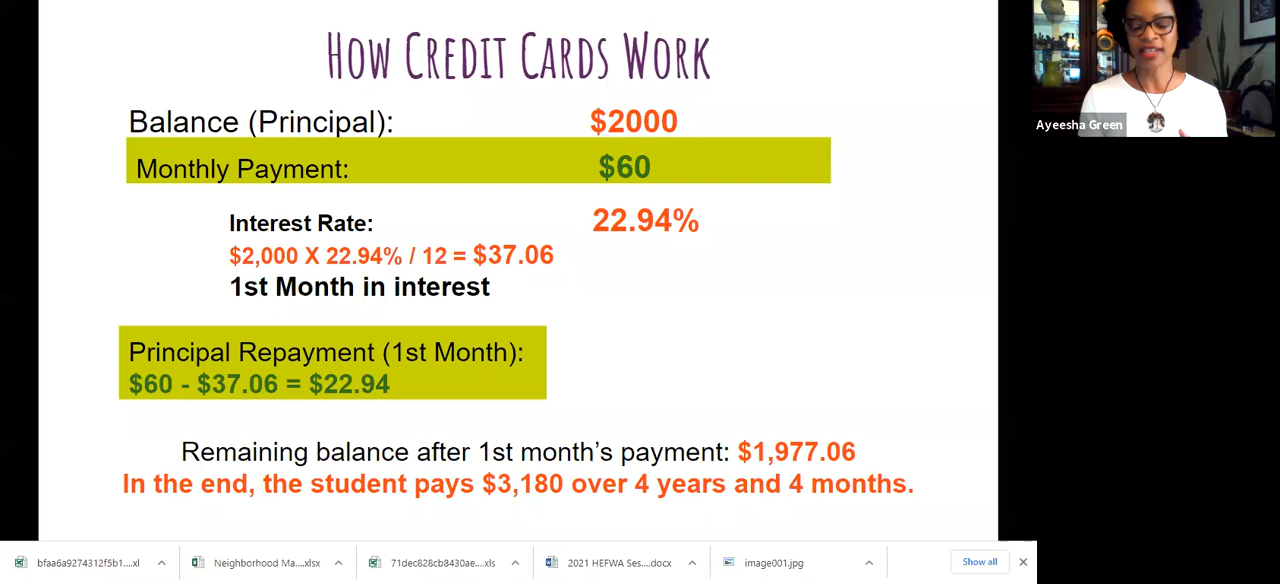 How Credit Cards Work
Balance (Principal): $2000
Monthly Payment: $60
Interest Rate: 22.94%
$2,000 X 22.94% / 12 = $37.06
1st Month in interest
Principal Repayment (1st Month):
$60 - $37.06 = $22.94
Remaining balance after 1st month's payment: $1,977.06
In the end, the student pays $3,180 over 4 years and 4 months.
Ayeesha Green
bfaa6a9274312f5b1....xl Neighborhood Ma....xlsx 71dec828cb8430ae....xls 2021 HEFWA Ses....docx image001.jpg Show all